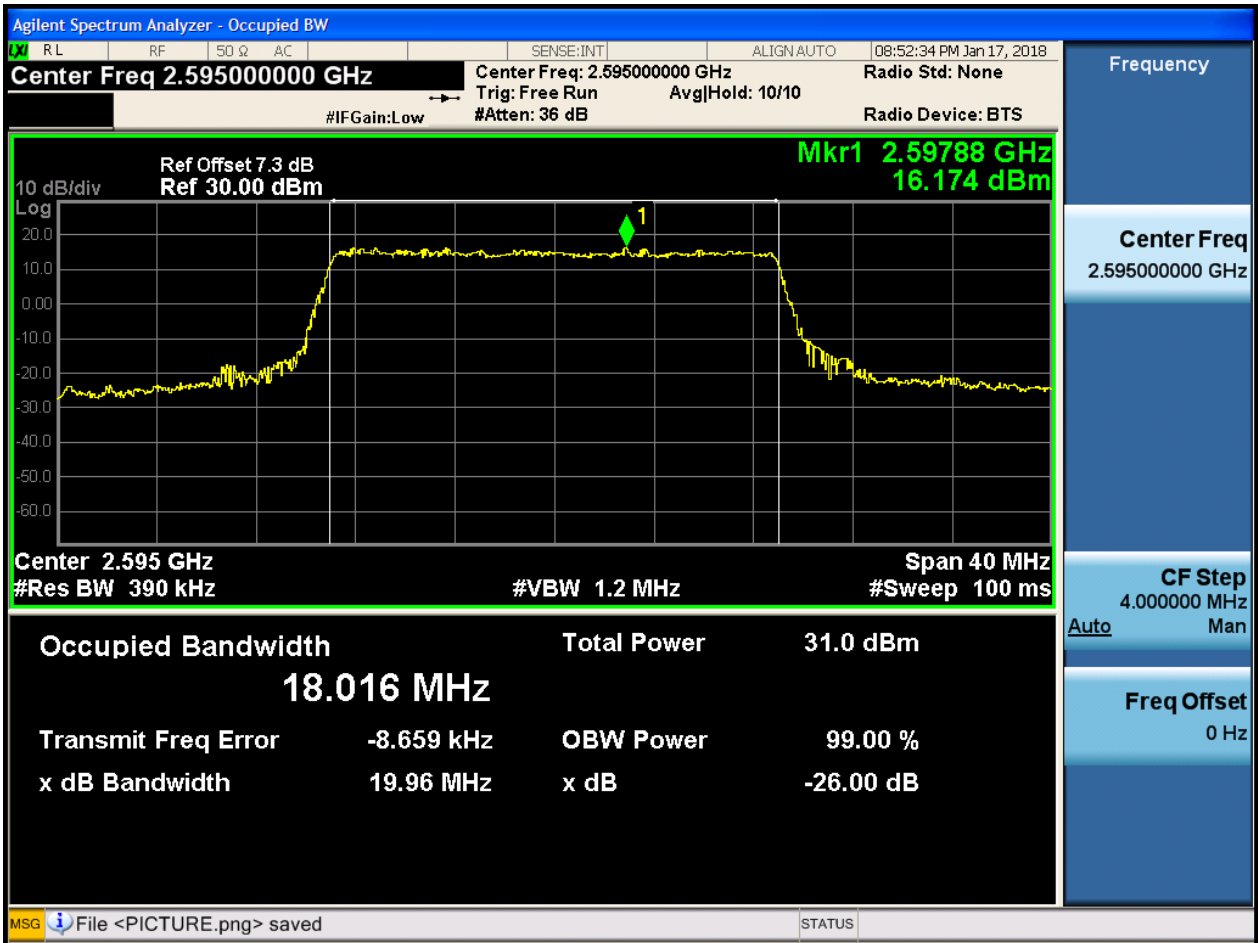 Agilent Spectrum Analyzer - Occupied BW
LXI RL RF 50 Ω AC SENSE:INT ALIGN AUTO 08:52:34 PM Jan 17, 2018
Center Freq 2.595000000 GHz
Center Freq: 2.595000000 GHz
Radio Std: None
Trig: Free Run Avg|Hold: 10/10
#IFGain:Low
#Atten: 36 dB
Radio Device: BTS
Ref Offset 7.3 dB
10 dB/div Ref 30.00 dBm
Mkr1 2.59788 GHz
16.174 dBm
Log
1
20.0
10.0
0.00
-10.0
-20.0
-30.0
-40.0
-50.0
-60.0
Center 2.595 GHz Span 40 MHz
#Res BW 390 kHz #VBW 1.2 MHz #Sweep 100 ms
Occupied Bandwidth Total Power 31.0 dBm
18.016 MHz
Transmit Freq Error -8.659 kHz OBW Power 99.00 %
x dB Bandwidth 19.96 MHz x dB -26.00 dB
Frequency
Center Freq
2.595000000 GHz
CF Step
4.000000 MHz
Auto Man
Freq Offset
0 Hz
MSG File <PICTURE.png> saved STATUS